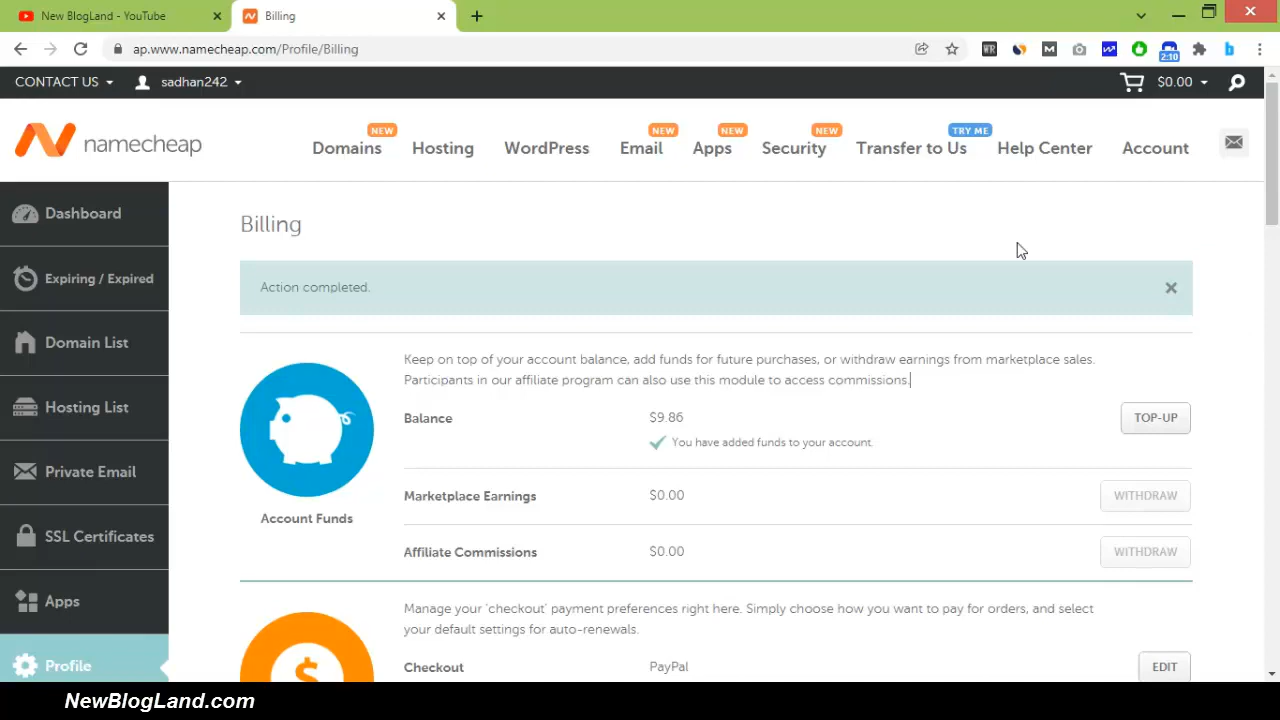 New BlogLand - YouTube
Billing
ap.www.namecheap.com/Profile/Billing
2:10
CONTACT US
sadhan242
$0.00
namecheap
Domains NEW
Hosting
WordPress
Email NEW
Apps NEW
Security NEW
Transfer to Us TRY ME
Help Center
Account
Dashboard
Expiring / Expired
Domain List
Hosting List
Private Email
SSL Certificates
Apps
Profile
Billing
Action completed.
Account Funds
Keep on top of your account balance, add funds for future purchases, or withdraw earnings from marketplace sales.
Participants in our affiliate program can also use this module to access commissions.
Balance $9.86 TOP-UP
You have added funds to your account.
Marketplace Earnings $0.00 WITHDRAW
Affiliate Commissions $0.00 WITHDRAW
Manage your 'checkout' payment preferences right here. Simply choose how you want to pay for orders, and select
your default settings for auto-renewals.
Checkout PayPal EDIT
NewBlogLand.com